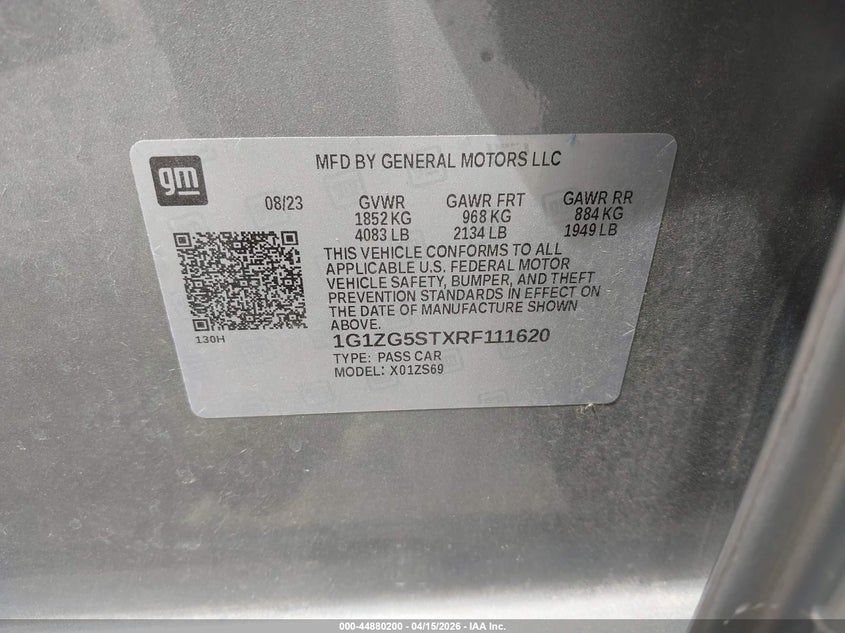 gm
MFD BY GENERAL MOTORS LLC
08/23 GVWR GAWR FRT GAWR RR
1852 KG 968 KG 884 KG
4083 LB 2134 LB 1949 LB
THIS VEHICLE CONFORMS TO ALL
APPLICABLE U.S. FEDERAL MOTOR
VEHICLE SAFETY, BUMPER, AND THEFT
PREVENTION STANDARDS IN EFFECT ON
THE DATE OF MANUFACTURE SHOWN
ABOVE.
130H
1G1ZG5STXRF111620
TYPE: PASS CAR
MODEL: X01ZS69
000-44880200 - 04/15/2026 - IAA Inc.